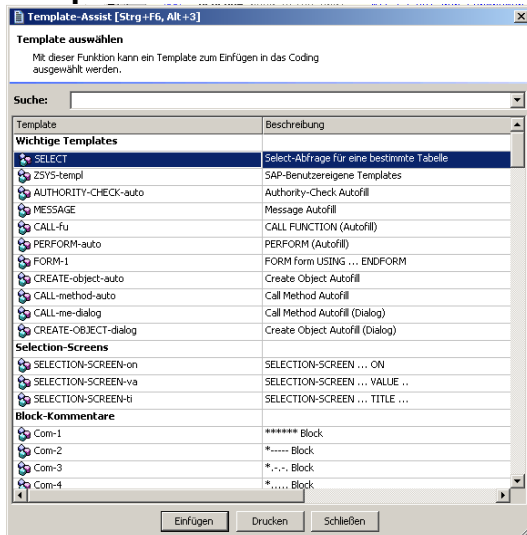 Template-Assist [Strg+F6, Alt+3]
Template auswählen
Mit dieser Funktion kann ein Template zum Einfügen in das Coding
ausgewählt werden.
Suche:
Template Beschreibung
Wichtige Templates
SELECT Select-Abfrage für eine bestimmte Tabelle
ZSYS-templ SAP-Benutzereigene Templates
AUTHORITY-CHECK-auto Authority-Check Autofill
MESSAGE Message Autofill
CALL-fu CALL FUNCTION (Autofill)
PERFORM-auto PERFORM (Autofill)
FORM-1 FORM form USING ... ENDFORM
CREATE-object-auto Create Object Autofill
CALL-method-auto Call Method Autofill
CALL-me-dialog Call Method Autofill (Dialog)
CREATE-OBJECT-dialog Create Object Autofill (Dialog)
Selection-Screens
SELECTION-SCREEN-on SELECTION-SCREEN ... ON
SELECTION-SCREEN-va SELECTION-SCREEN ... VALUE ..
SELECTION-SCREEN-ti SELECTION-SCREEN ... TITLE ...
Block-Kommentare
Com-1 ****** Block
Com-2 *----- Block
Com-3 *.-.-. Block
Com-4 *..... Block
Einfügen Drucken Schließen